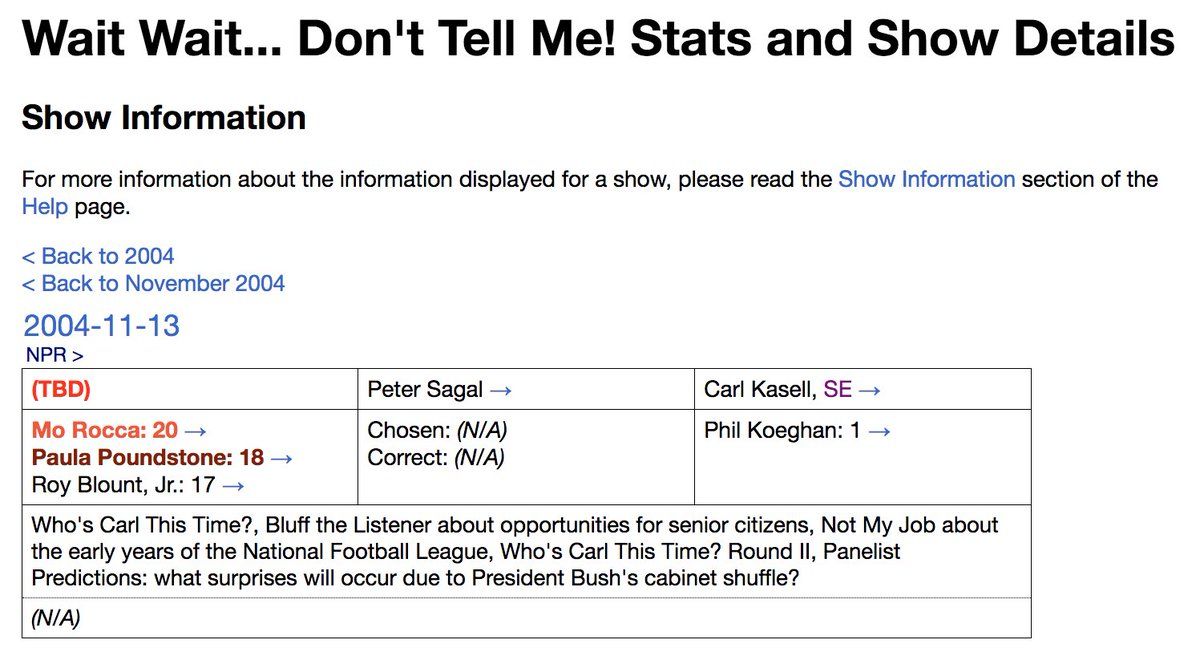 Wait Wait... Don't Tell Me! Stats and Show Details
Show Information
For more information about the information displayed for a show, please read the Show Information section of the
Help page.
< Back to 2004
< Back to November 2004
2004-11-13
NPR >
(TBD)
Peter Sagal →
Carl Kasell, SE →
Mo Rocca: 20 →
Paula Poundstone: 18 →
Roy Blount, Jr.: 17 →
Chosen: (N/A)
Correct: (N/A)
Phil Koeghan: 1 →
Who's Carl This Time?, Bluff the Listener about opportunities for senior citizens, Not My Job about
the early years of the National Football League, Who's Carl This Time? Round II, Panelist
Predictions: what surprises will occur due to President Bush's cabinet shuffle?
(N/A)